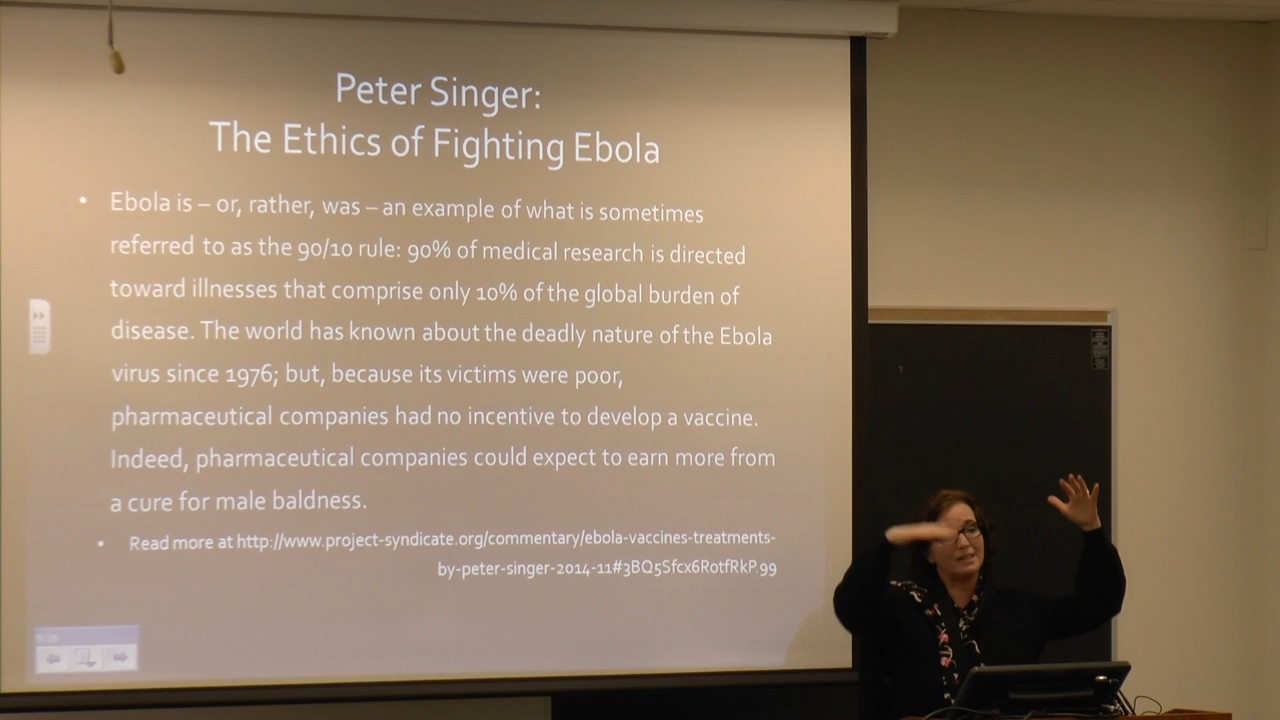 Peter Singer:
The Ethics of Fighting Ebola
• Ebola is – or, rather, was – an example of what is sometimes
referred to as the 90/10 rule: 90% of medical research is directed
toward illnesses that comprise only 10% of the global burden of
disease. The world has known about the deadly nature of the Ebola
virus since 1976; but, because its victims were poor,
pharmaceutical companies had no incentive to develop a vaccine.
Indeed, pharmaceutical companies could expect to earn more from
a cure for male baldness.
• Read more at http://www.project-syndicate.org/commentary/ebola-vaccines-treatments-
by-peter-singer-2014-11#3BQ5Sfcx6RotfRkP.99